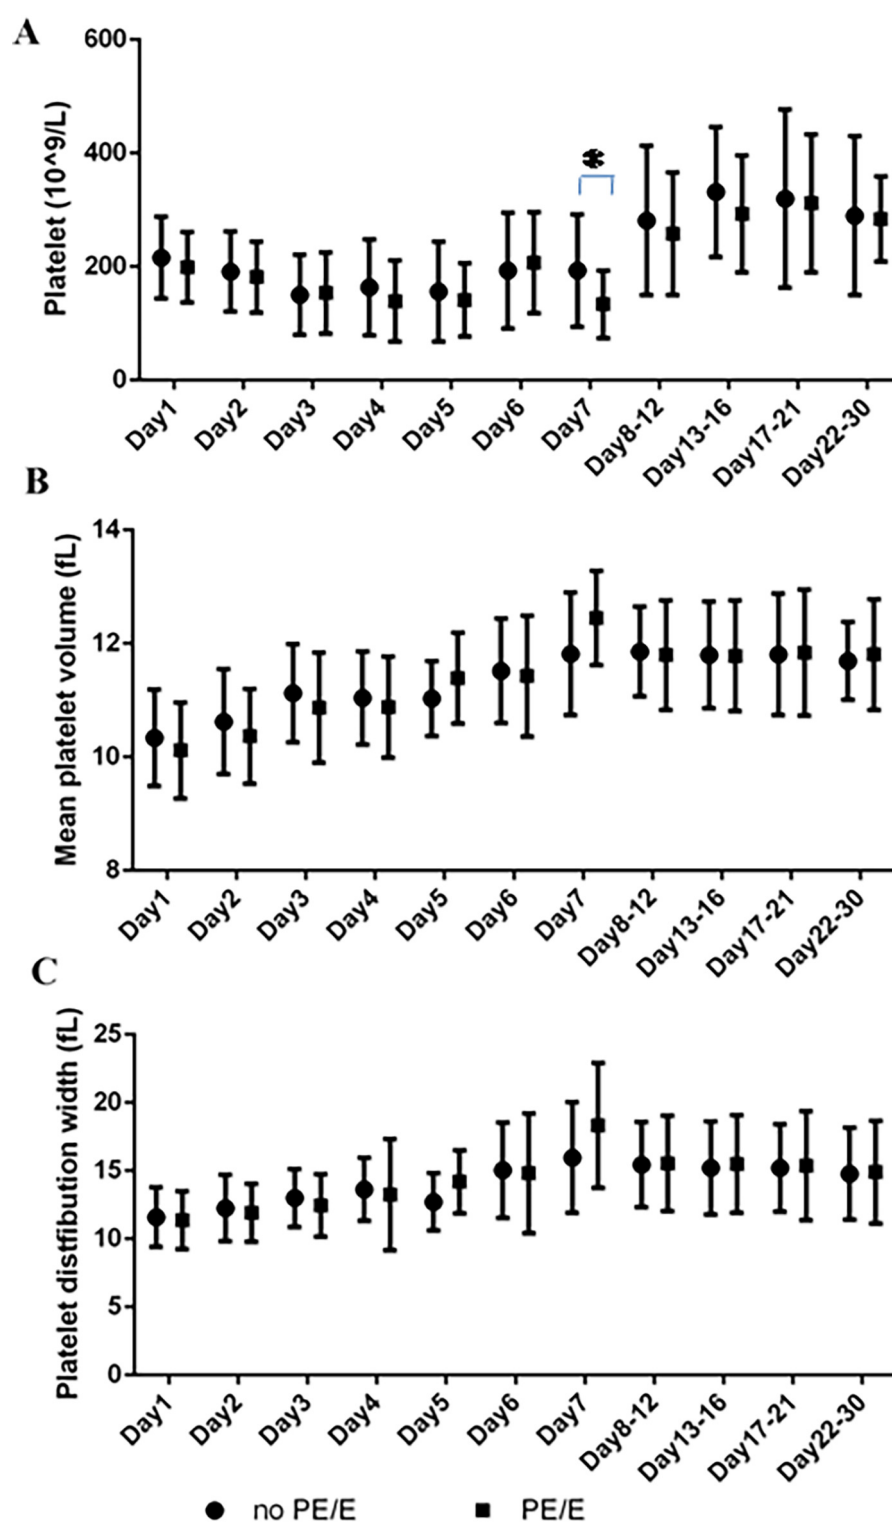 A
Platelet (10^9/L)
600
400
200
0
*
Day1
Day2
Day3
Day4
Day5
Day6
Day7
Day8-12
Day13-16
Day17-21
Day22-30
B
Mean platelet volume (fL)
14
12
10
8
Day1
Day2
Day3
Day4
Day5
Day6
Day7
Day8-12
Day13-16
Day17-21
Day22-30
C
Platelet distfibution width (fL)
25
20
15
10
5
0
Day1
Day2
Day3
Day4
Day5
Day6
Day7
Day8-12
Day13-16
Day17-21
Day22-30
no PE/E
PE/E